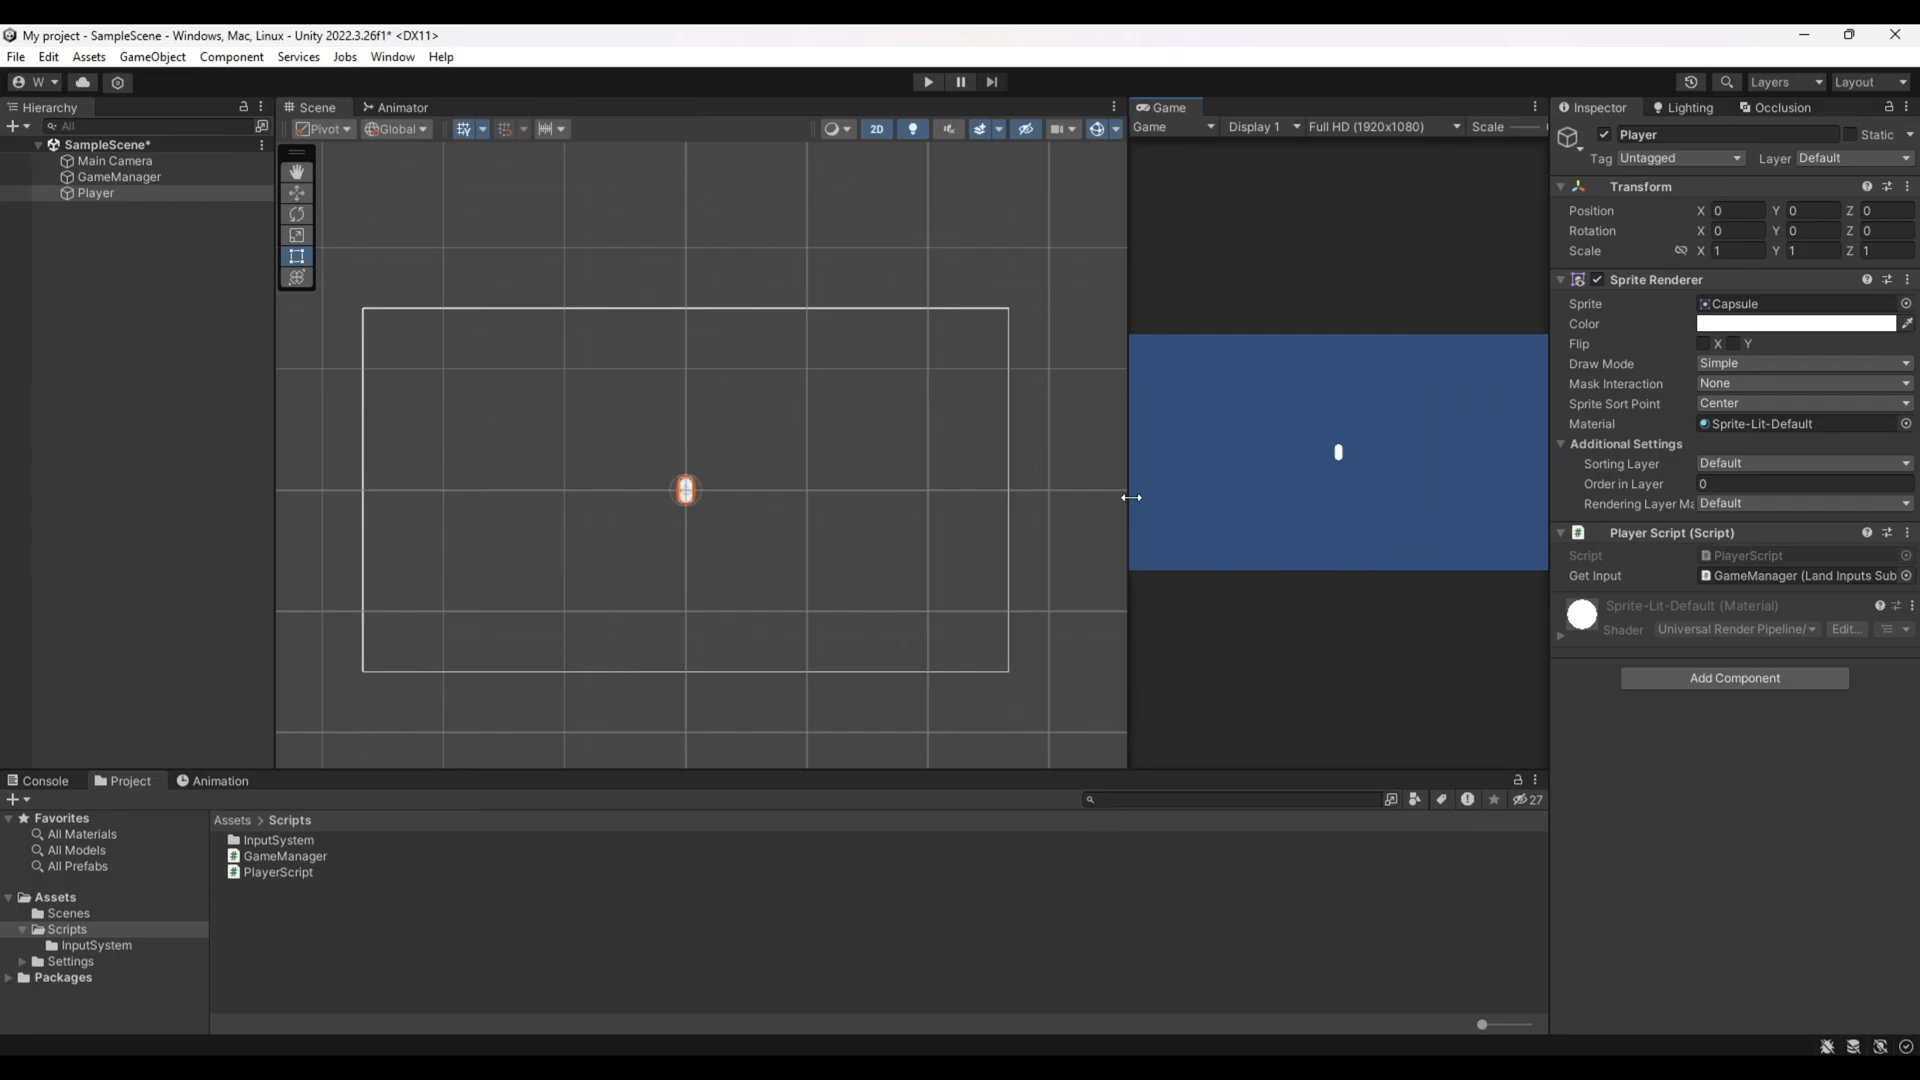 My project - SampleScene - Windows, Mac, Linux - Unity 2022.3.26f1* <DX11>
File Edit Assets GameObject Component Services Jobs Window Help
W Layers Layout
Hierarchy
All
SampleScene*
Main Camera
GameManager
Player
Scene Animator
Pivot Global 2D
Game
Game Display 1 Full HD (1920x1080) Scale
Inspector Lighting Occlusion
Player Static
Tag Untagged Layer Default
Transform
Position X 0 Y 0 Z 0
Rotation X 0 Y 0 Z 0
Scale X 1 Y 1 Z 1
Sprite Renderer
Sprite Capsule
Color
Flip X Y
Draw Mode Simple
Mask Interaction None
Sprite Sort Point Center
Material Sprite-Lit-Default
Additional Settings
Sorting Layer Default
Order in Layer 0
Rendering Layer Ma Default
Player Script (Script)
Script PlayerScript
Get Input GameManager (Land Inputs Sub
Sprite-Lit-Default (Material)
Shader Universal Render Pipeline/ Edit...
Add Component
Console Project Animation
27
Favorites
All Materials
All Models
All Prefabs
Assets
Scenes
Scripts
InputSystem
Settings
Packages
Assets > Scripts
InputSystem
GameManager
PlayerScript